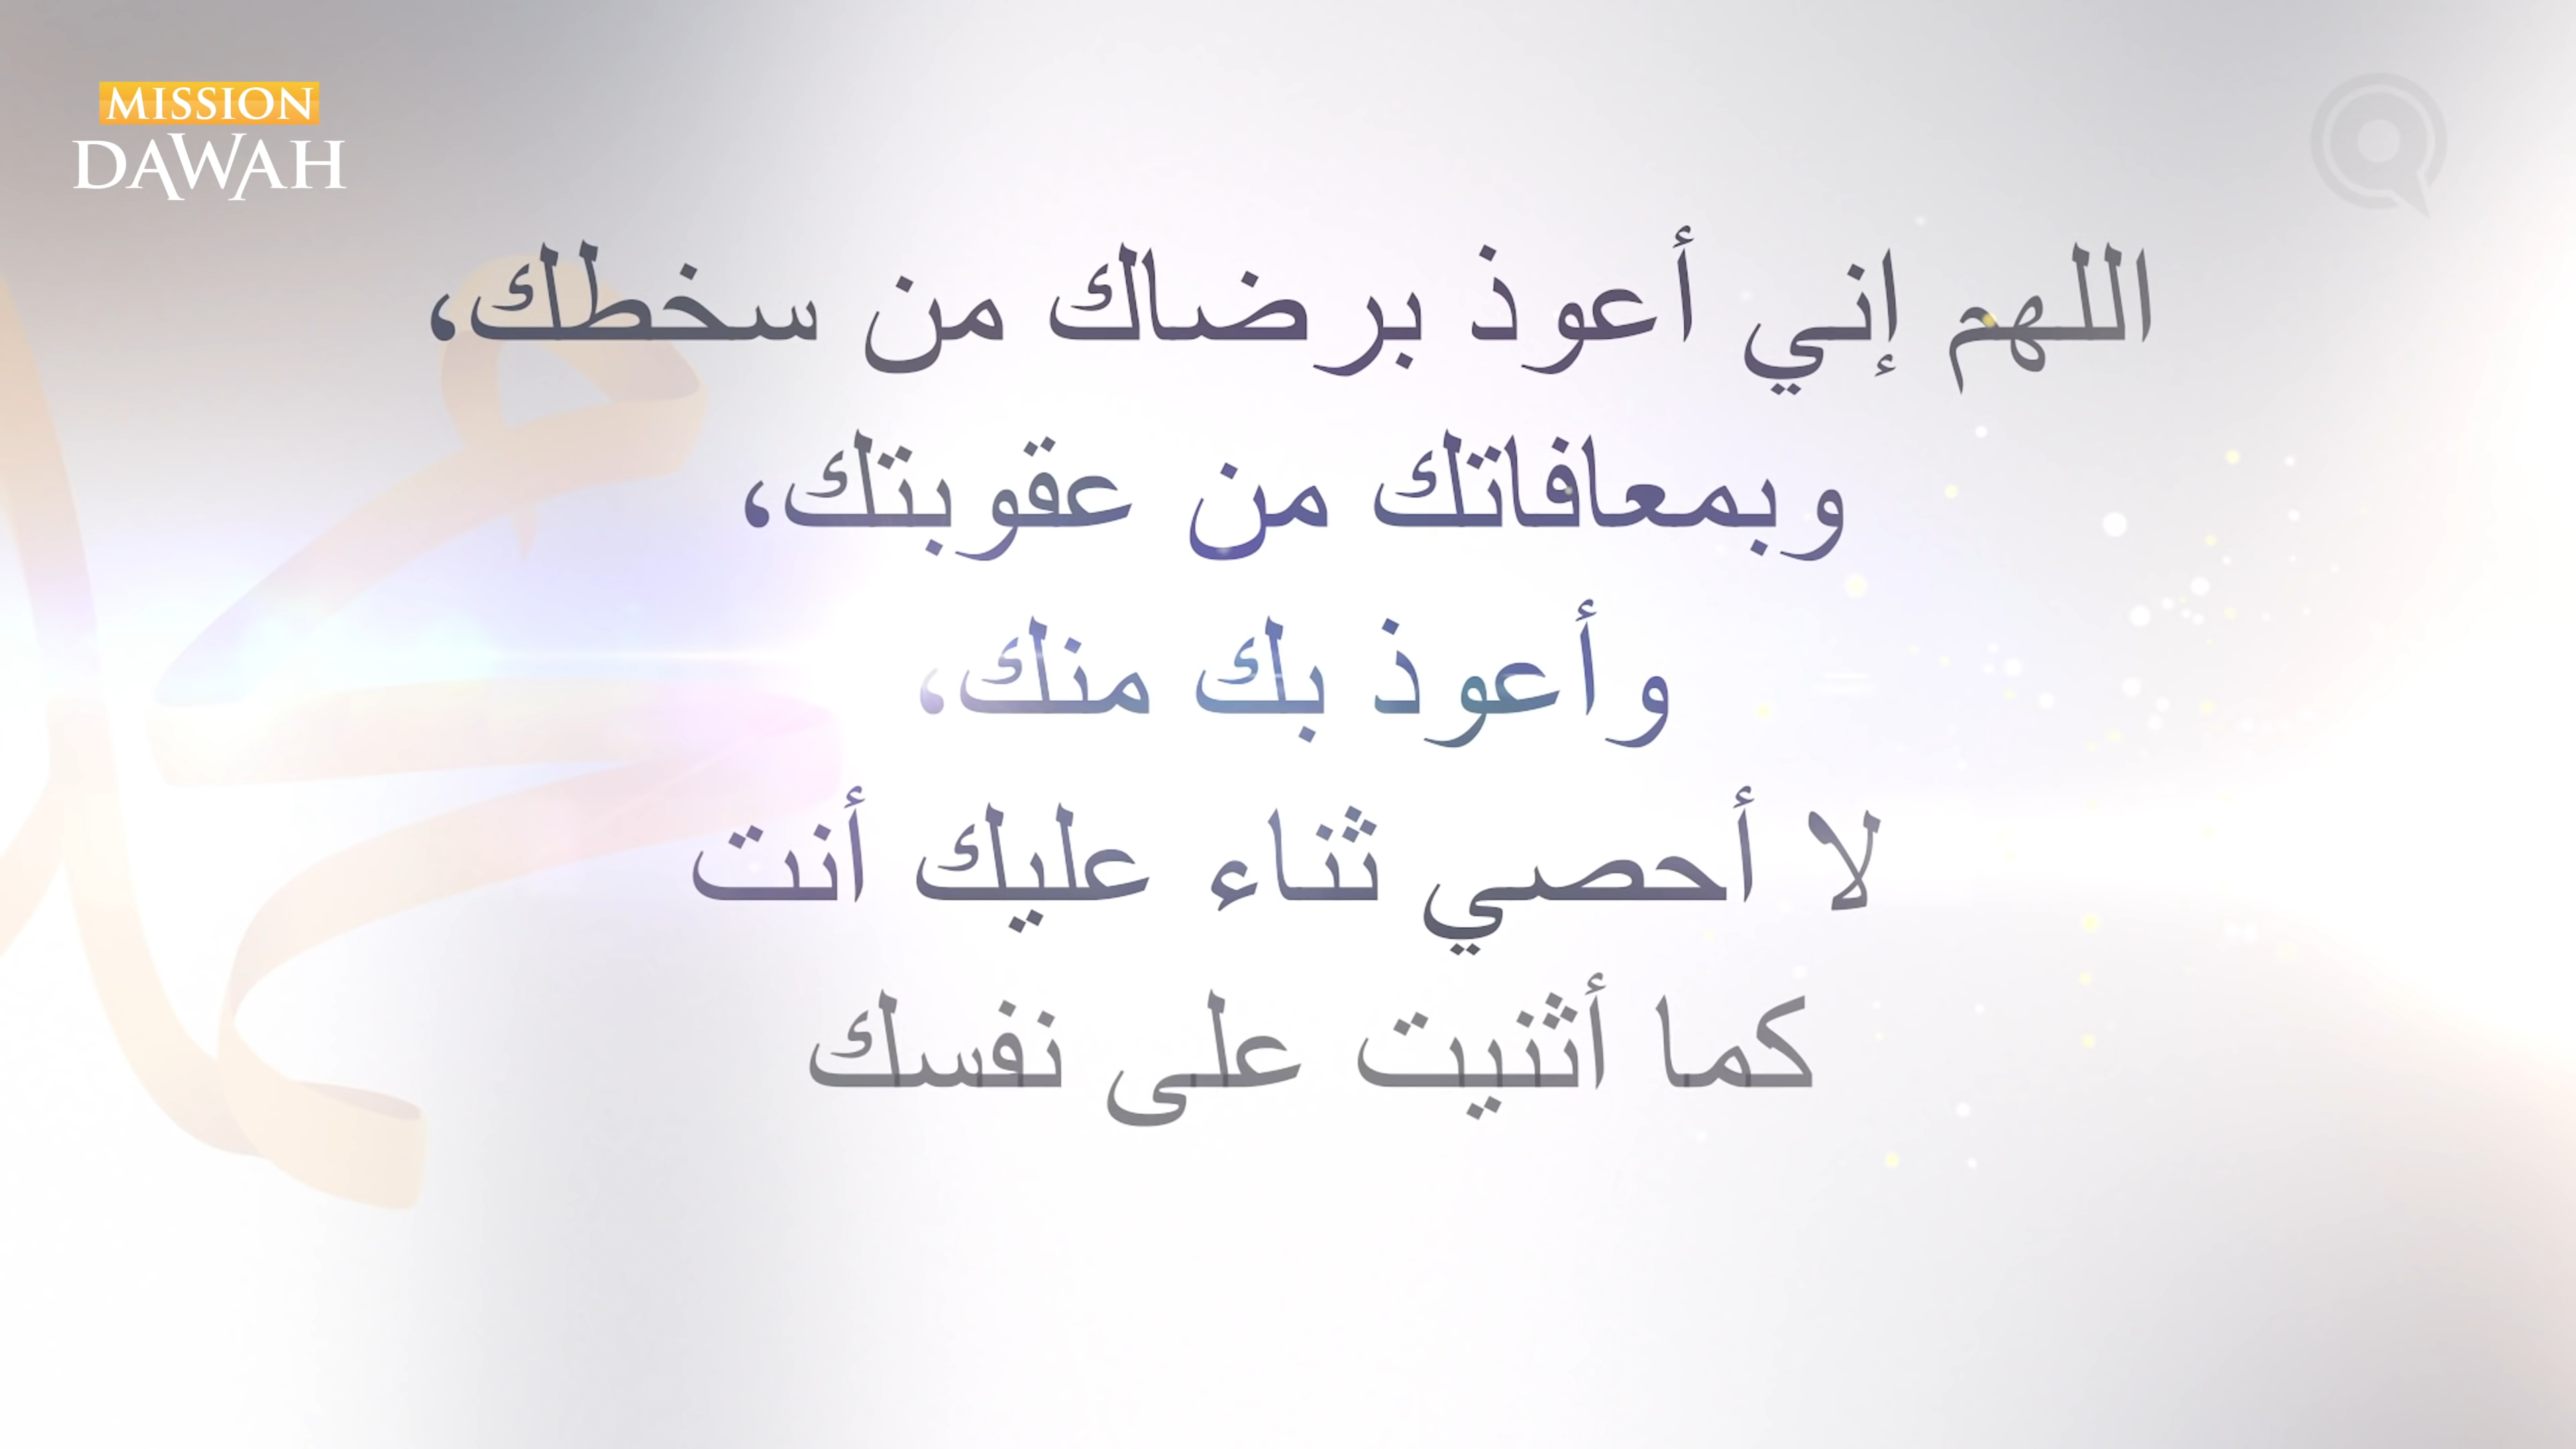 MISSION
DAWAH
اللهم إني أعوذ برضاك من سخطك،
وبمعافاتك من عقوبتك،
وأعوذ بك منك،
لا أحصي ثناء عليك أنت
كما أثنيت على نفسك